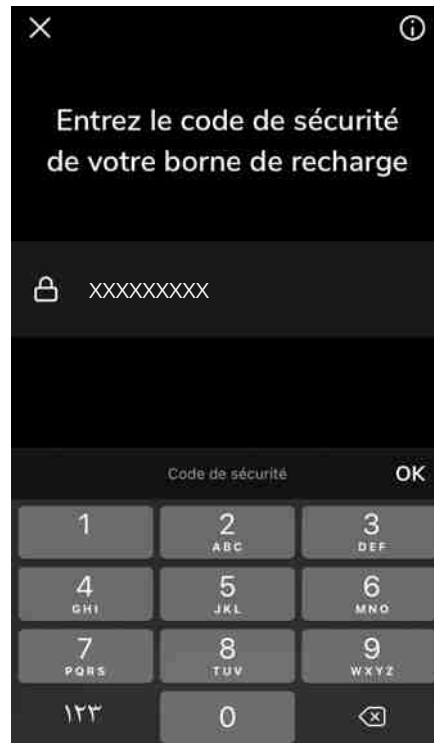 Entrez le code de sécurité
de votre borne de recharge
XXXXXXXXX
Code de sécurité OK
1 2 3
ABC DEF
4 5 6
GHI JKL MNO
7 8 9
PQRS TUV WXYZ
١٢٣ 0